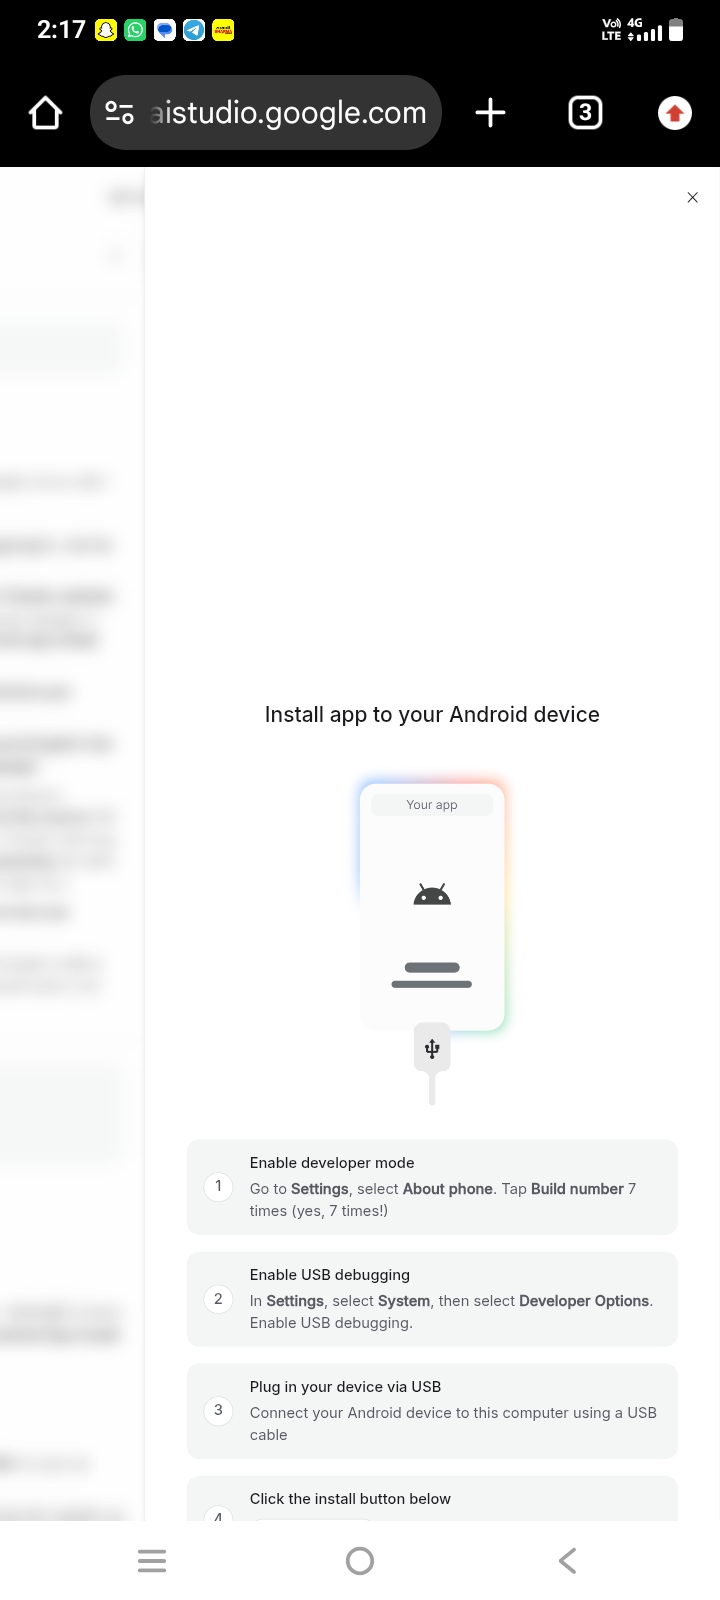 2:17
Vo)) 4G
LTE
aistudio.google.com
3
Install app to your Android device
Your app
1
Enable developer mode
Go to Settings, select About phone. Tap Build number 7
times (yes, 7 times!)
2
Enable USB debugging
In Settings, select System, then select Developer Options.
Enable USB debugging.
3
Plug in your device via USB
Connect your Android device to this computer using a USB
cable
4
Click the install button below